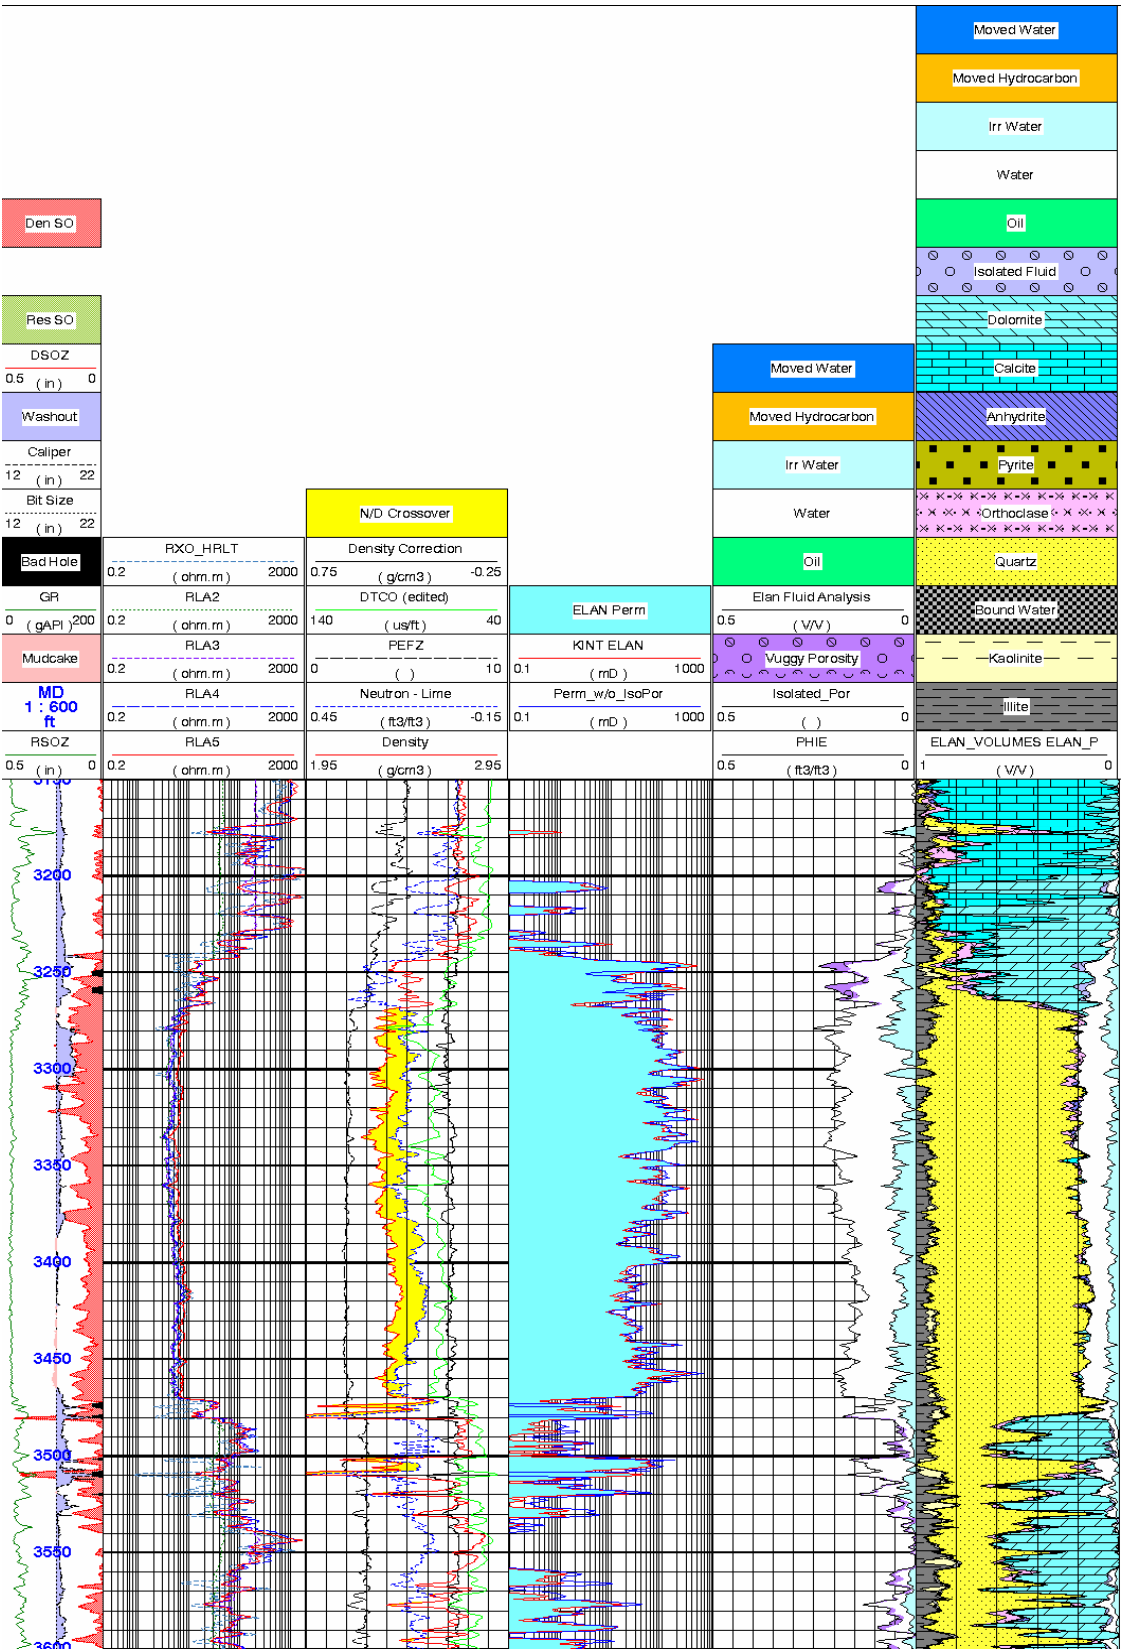 Moved Water
Moved Hydrocarbon
Irr Water
Water
Den SO
Oil
Isolated Fluid
Res SO
Dolomite
DSOZ
0.5 (in) 0
Moved Water
Calcite
Washout
Moved Hydrocarbon
Anhydrite
Caliper
12 (in) 22
Irr Water
Pyrite
Bit Size
12 (in) 22
N/D Crossover
Water
Orthoclase
Bad Hole
RXO_HRLT
0.2 (ohm.m) 2000
Density Correction
0.75 (g/cm3) -0.25
Oil
Quartz
GR
0 (gAPI) 200
RLA2
0.2 (ohm.m) 2000
DTCO (edited)
140 (us/ft) 40
ELAN Perm
Elan Fluid Analysis
0.5 (V/V) 0
Bound Water
Mudcake
RLA3
0.2 (ohm.m) 2000
PEFZ
0 ( ) 10
KINT ELAN
0.1 (mD) 1000
Vuggy Porosity
Kaolinite
MD
1 : 600
ft
RLA4
0.2 (ohm.m) 2000
Neutron - Lime
0.45 (ft3/ft3) -0.15
Perm_w/o_IsoPor
0.1 (mD) 1000
Isolated_Por
0.5 ( ) 0
Illite
RSOZ
0.5 (in) 0
RLA5
0.2 (ohm.m) 2000
Density
1.95 (g/cm3) 2.95
PHIE
0.5 (ft3/ft3) 0
ELAN_VOLUMES ELAN_P
1 (V/V) 0
3150
3200
3250
3300
3350
3400
3450
3500
3550
3600